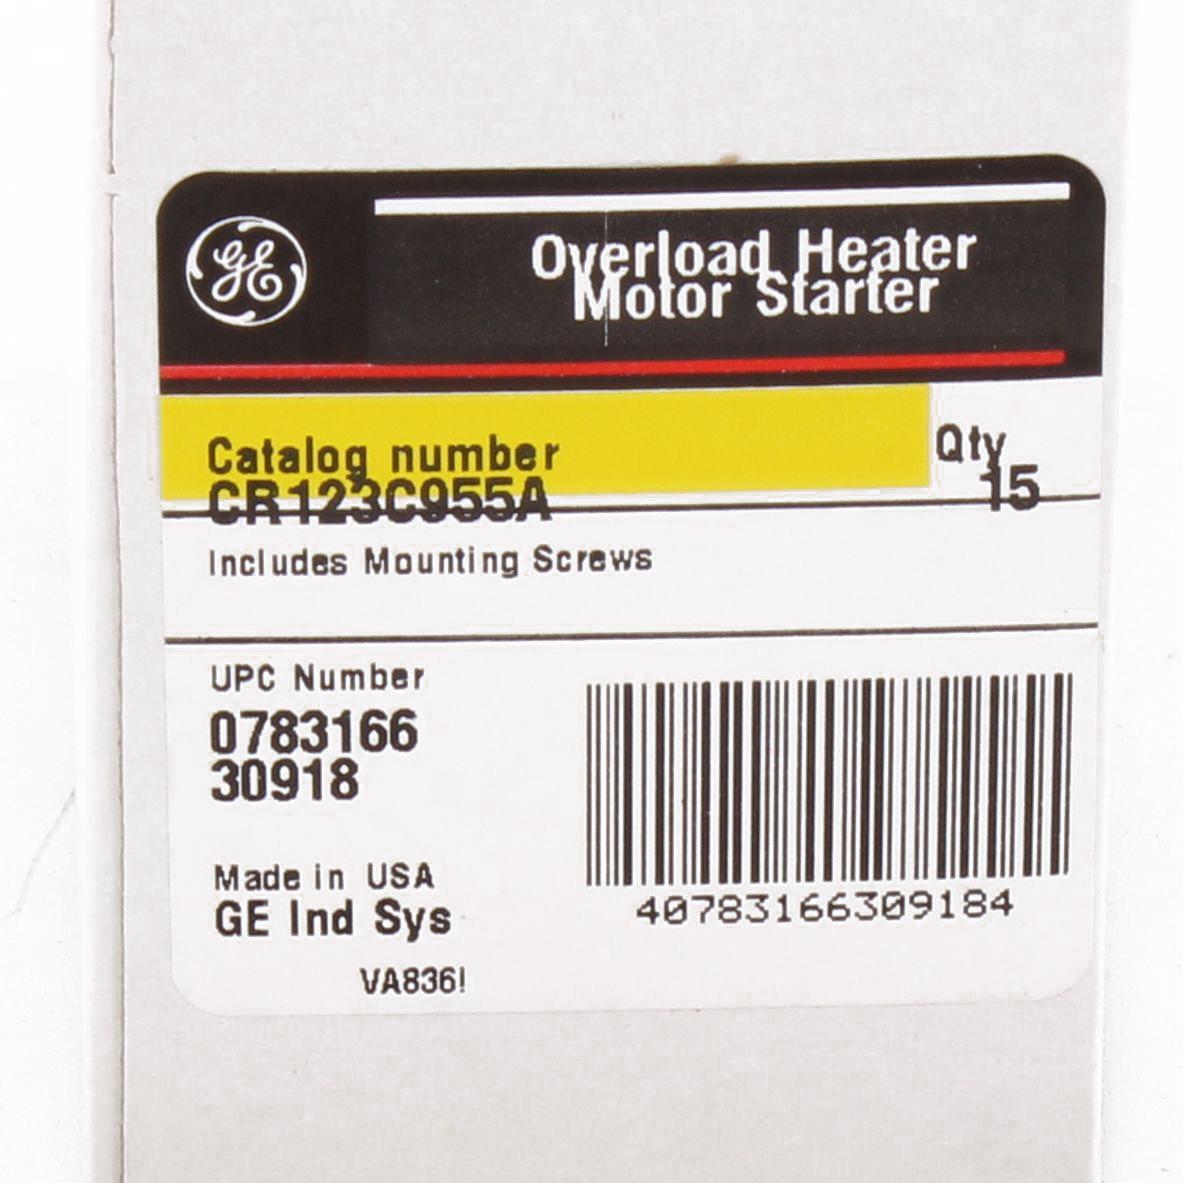 GE
Overload Heater
Motor Starter
Catalog number
Qty
CR123C955A
15
Includes Mounting Screws
UPC Number
0783166
30918
Made in USA
GE Ind Sys
40783166309184
VA836!